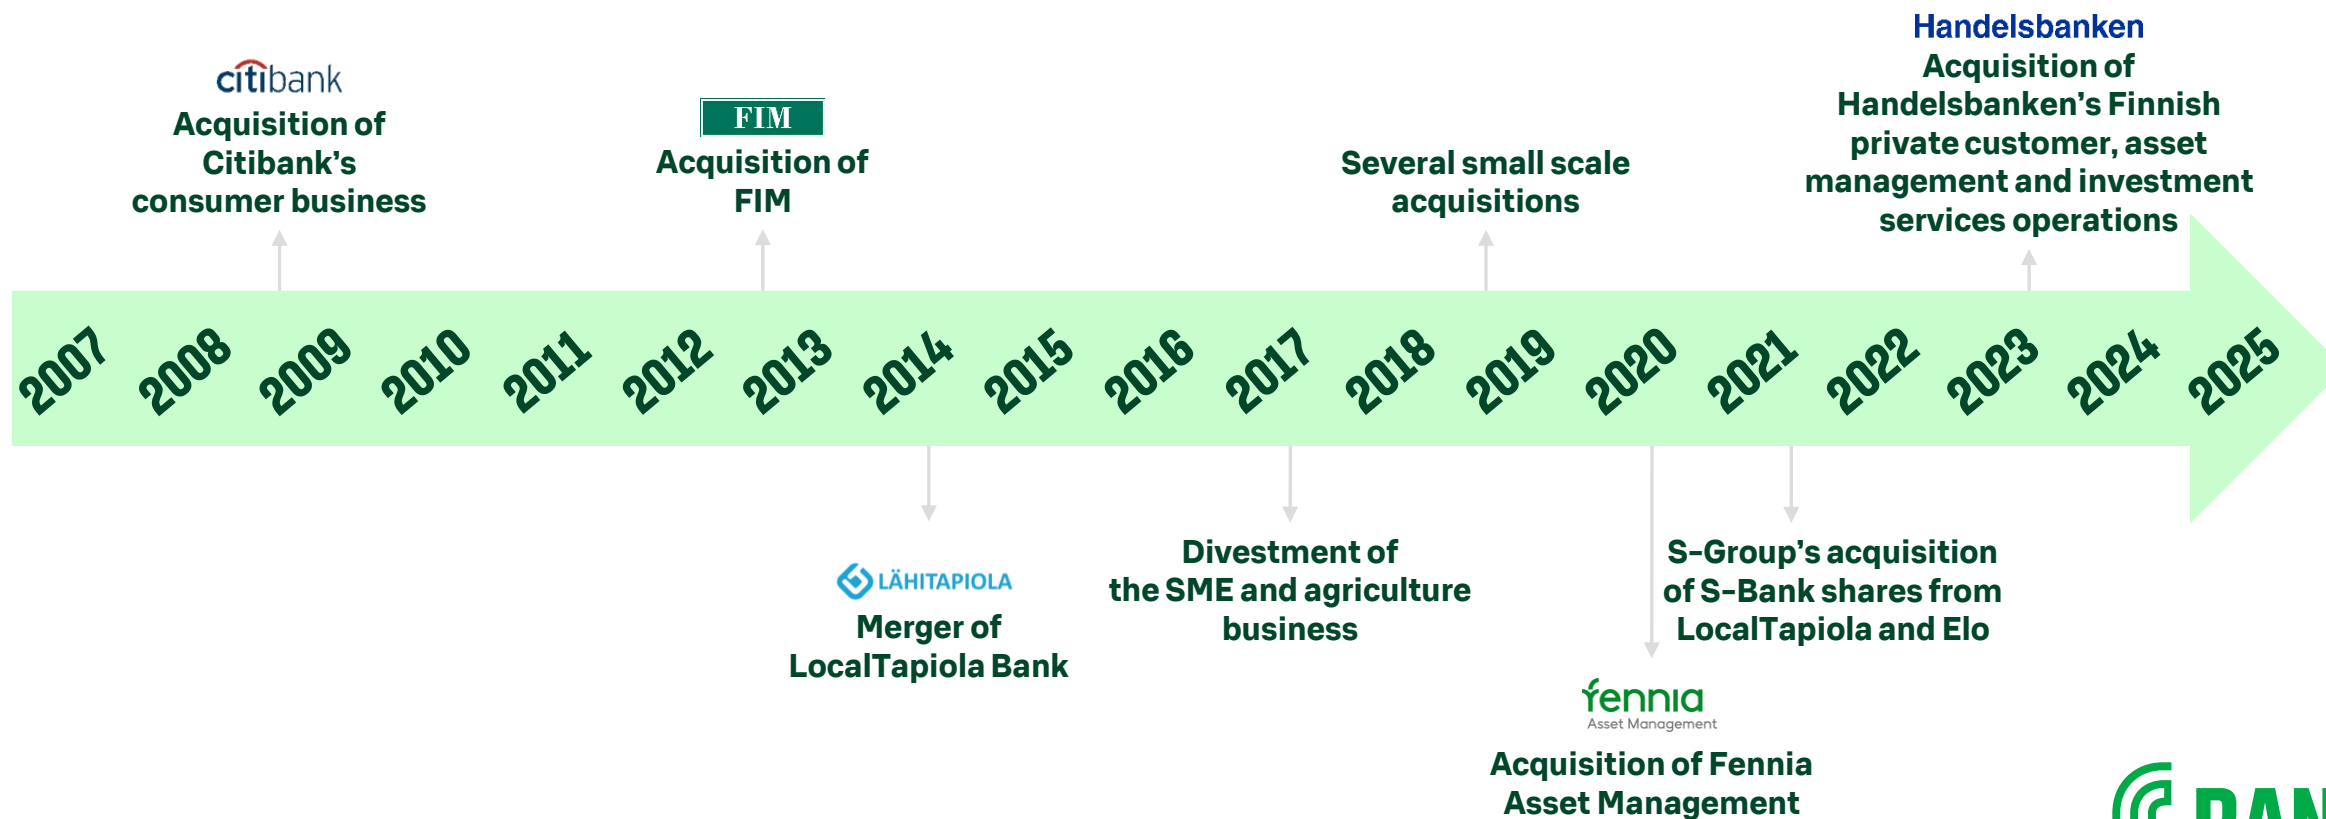 citibank
Acquisition of
Citibank’s
consumer business
FIM
Acquisition of
FIM
Several small scale
acquisitions
Handelsbanken
Acquisition of
Handelsbanken’s Finnish
private customer, asset
management and investment
services operations
2007 2008 2009 2010 2011 2012 2013 2014 2015 2016 2017 2018 2019 2020 2021 2022 2023 2024 2025
LÄHITAPIOLA
Merger of
LocalTapiola Bank
Divestment of
the SME and agriculture
business
S-Group’s acquisition
of S-Bank shares from
LocalTapiola and Elo
fennia
Asset Management
Acquisition of Fennia
Asset Management